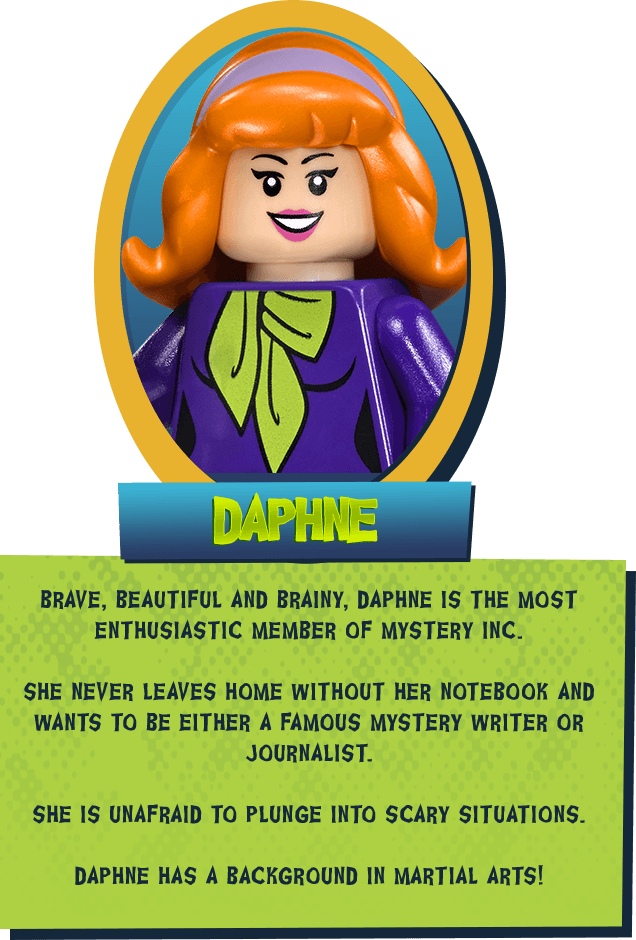 DAPHNE
BRAVE, BEAUTIFUL AND BRAINY, DAPHNE IS THE MOST
ENTHUSIASTIC MEMBER OF MYSTERY INC.
SHE NEVER LEAVES HOME WITHOUT HER NOTEBOOK AND
WANTS TO BE EITHER A FAMOUS MYSTERY WRITER OR
JOURNALIST.
SHE IS UNAFRAID TO PLUNGE INTO SCARY SITUATIONS.
DAPHNE HAS A BACKGROUND IN MARTIAL ARTS!